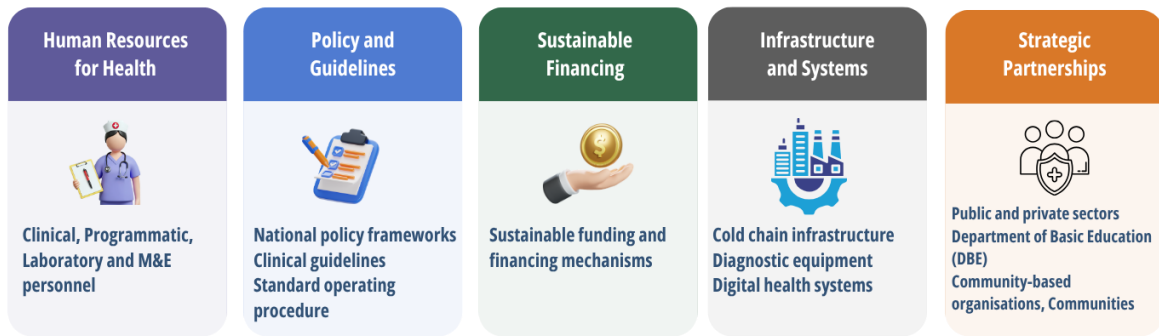 Human Resources
for Health
Clinical, Programmatic,
Laboratory and M&E
personnel
Policy and
Guidelines
National policy frameworks
Clinical guidelines
Standard operating
procedure
Sustainable
Financing
$
Sustainable funding and
financing mechanisms
Infrastructure
and Systems
Cold chain infrastructure
Diagnostic equipment
Digital health systems
Strategic
Partnerships
Public and private sectors
Department of Basic Education
(DBE)
Community-based
organisations, Communities